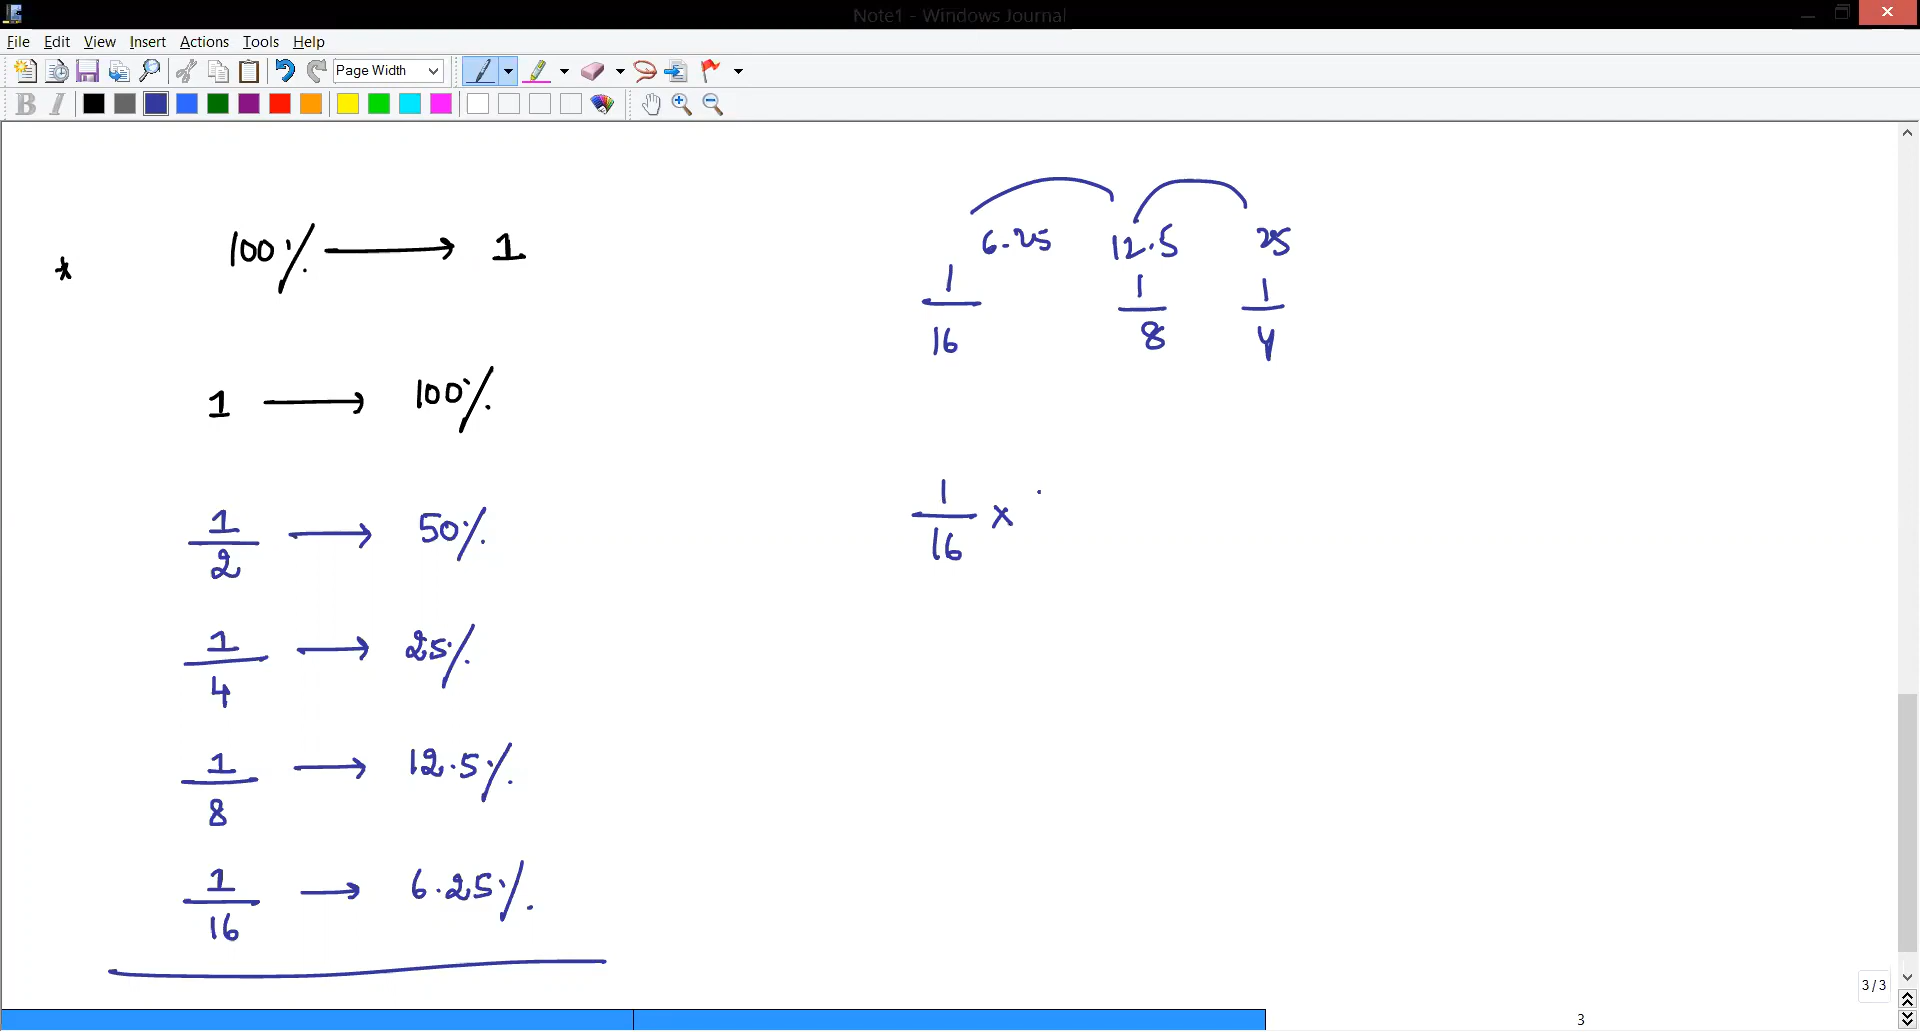 Note1 - Windows Journal
File Edit View Insert Actions Tools Help
Page Width
B I
* 100% → 1
1 → 100%
1/2 → 50%
1/4 → 25%
1/8 → 12.5%
1/16 → 6.25%
6.25 12.5 25
1/16 1/8 1/4
1/16 ×
3 / 3
3